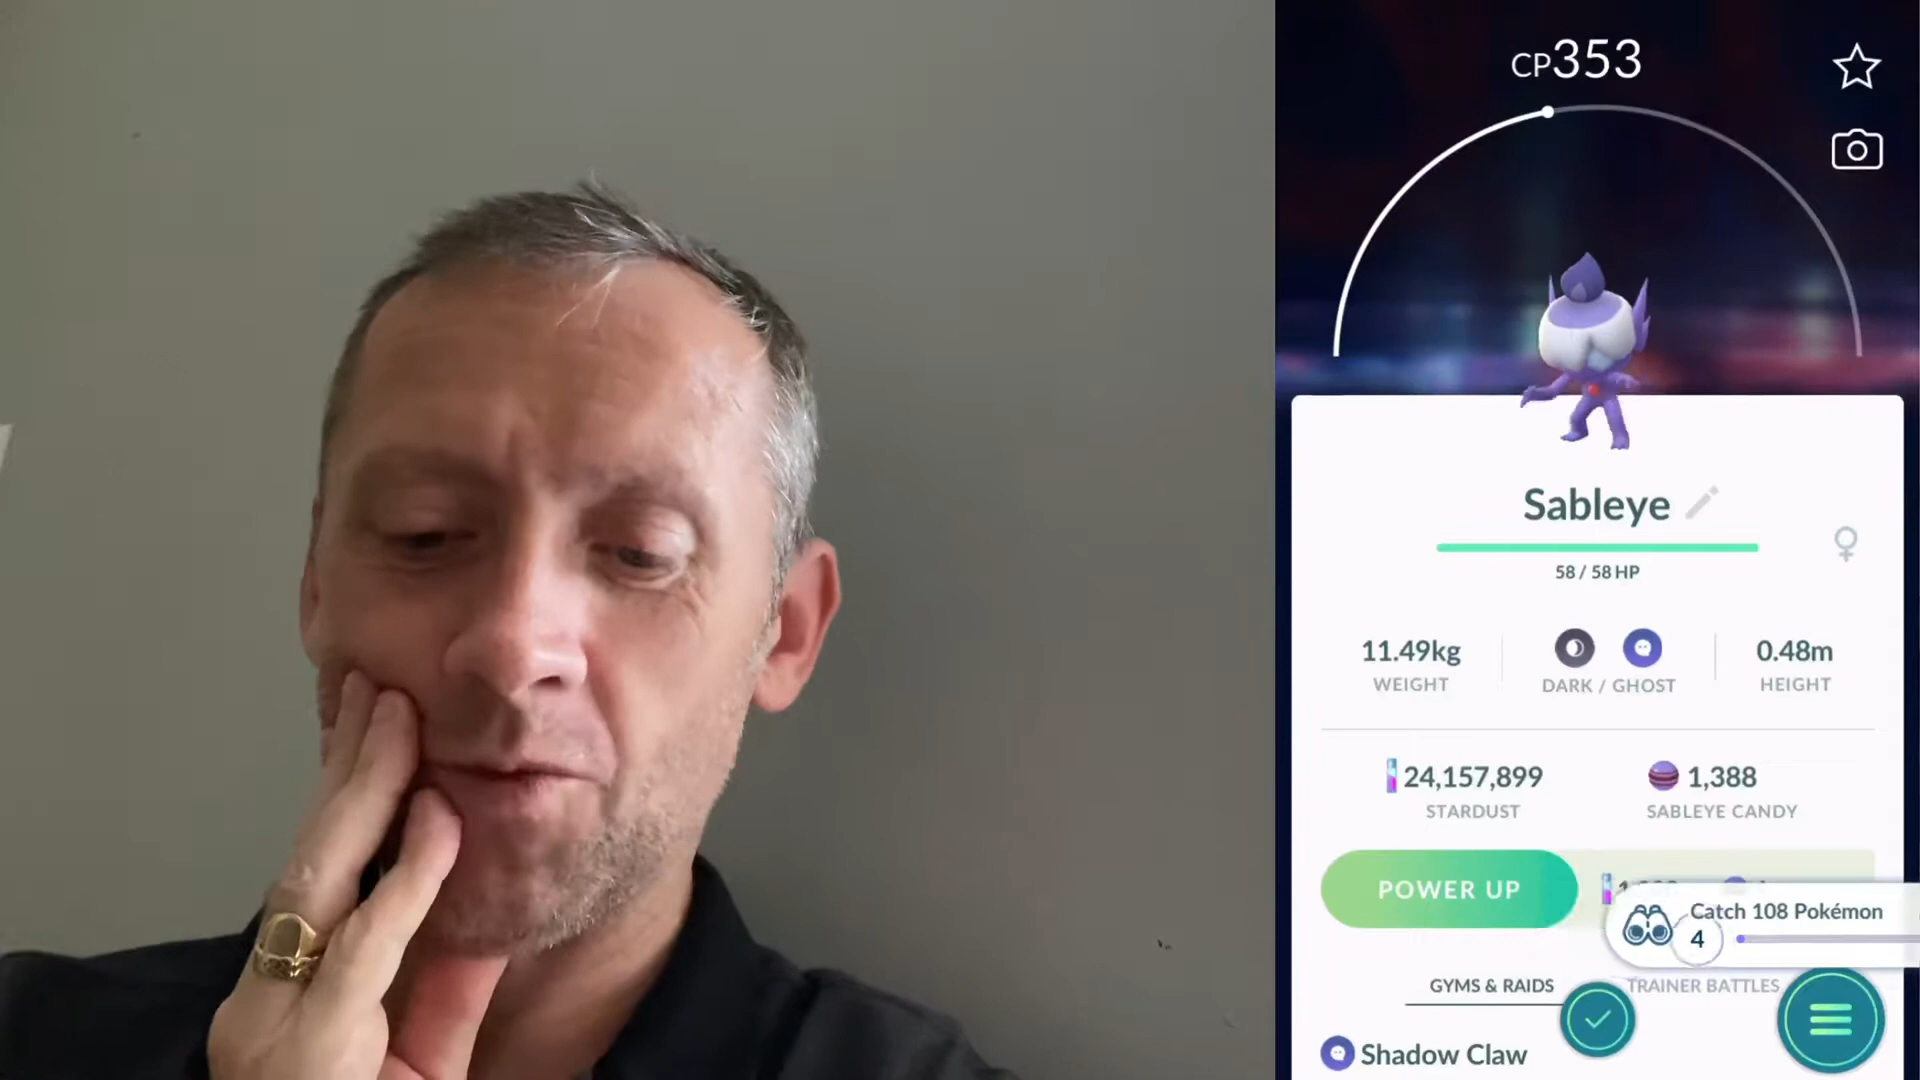 CP353
Sableye
58 / 58 HP
11.49kg
WEIGHT
DARK / GHOST
0.48m
HEIGHT
24,157,899
STARDUST
1,388
SABLEYE CANDY
POWER UP
Catch 108 Pokémon
4
GYMS & RAIDS
TRAINER BATTLES
Shadow Claw